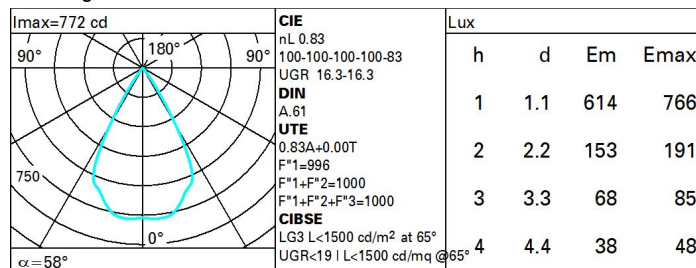 Imax=772 cd
90°
180°
90°
750
0°
α=58°
CIE
nL 0.83
100-100-100-100-83
UGR 16.3-16.3
DIN
A.61
UTE
0.83A+0.00T
F"1=996
F"1+F"2=1000
F"1+F"2+F"3=1000
CIBSE
LG3 L<1500 cd/m² at 65°
UGR<19 | L<1500 cd/mq @65°
Lux
h d Em Emax
1 1.1 614 766
2 2.2 153 191
3 3.3 68 85
4 4.4 38 48